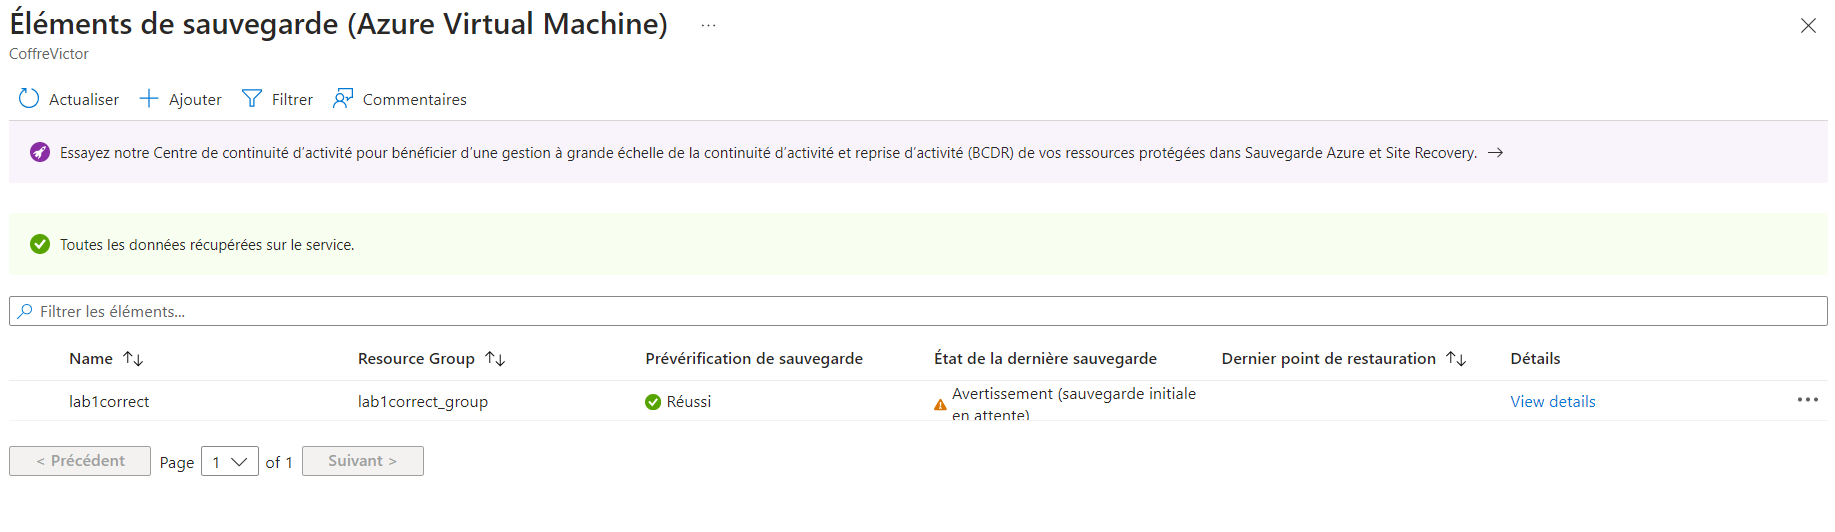 Éléments de sauvegarde (Azure Virtual Machine) ...
CoffreVictor
Actualiser Ajouter Filtrer Commentaires
Essayez notre Centre de continuité d'activité pour bénéficier d'une gestion à grande échelle de la continuité d'activité et reprise d'activité (BCDR) de vos ressources protégées dans Sauvegarde Azure et Site Recovery. →
Toutes les données récupérées sur le service.
Filtrer les éléments...
Name ↑↓ Resource Group ↑↓ Prévérification de sauvegarde État de la dernière sauvegarde Dernier point de restauration ↑↓ Détails
lab1correct lab1correct_group Réussi Avertissement (sauvegarde initiale
en attente) View details
< Précédent Page 1 of 1 Suivant >